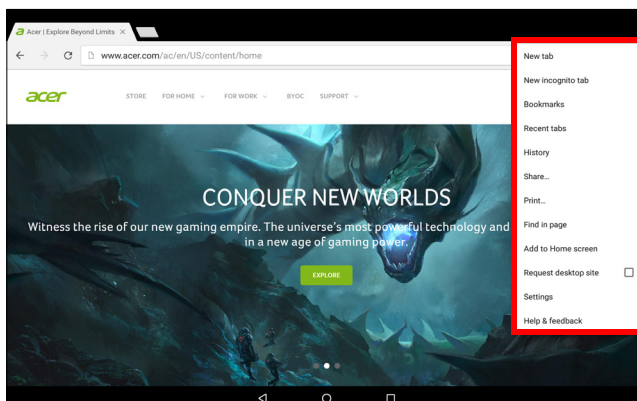 Acer | Explore Beyond Limits
www.acer.com/ac/en/US/content/home
acer
STORE FOR HOME FOR WORK BYOC SUPPORT
CONQUER NEW WORLDS
Witness the rise of our new gaming empire. The universe's most powerful technology and
in a new age of gaming power.
EXPLORE
New tab
New incognito tab
Bookmarks
Recent tabs
History
Share...
Print...
Find in page
Add to Home screen
Request desktop site
Settings
Help & feedback